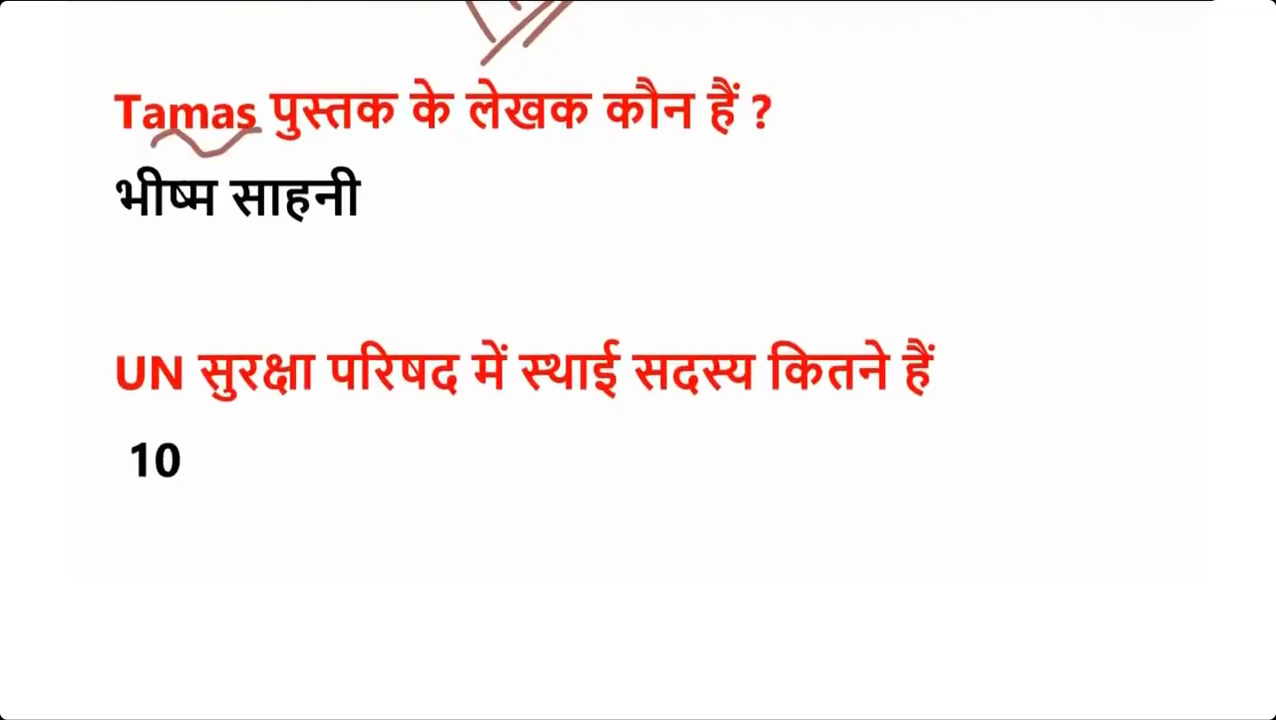 Tamas पुस्तक के लेखक कौन हैं ?
भीष्म साहनी
UN सुरक्षा परिषद में स्थाई सदस्य कितने हैं
10